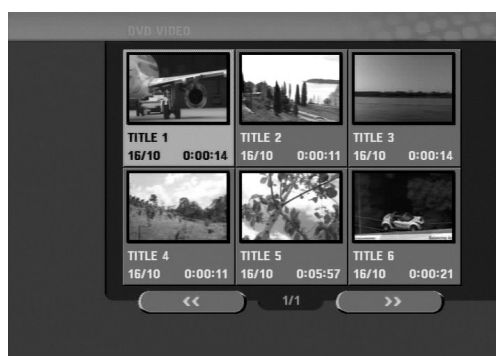 DVD VIDEO
TITLE 1
16/10 0:00:14
TITLE 2
16/10 0:00:11
TITLE 3
16/10 0:00:14
TITLE 4
16/10 0:00:11
TITLE 5
16/10 0:05:57
TITLE 6
16/10 0:00:21
<< 1/1 >>